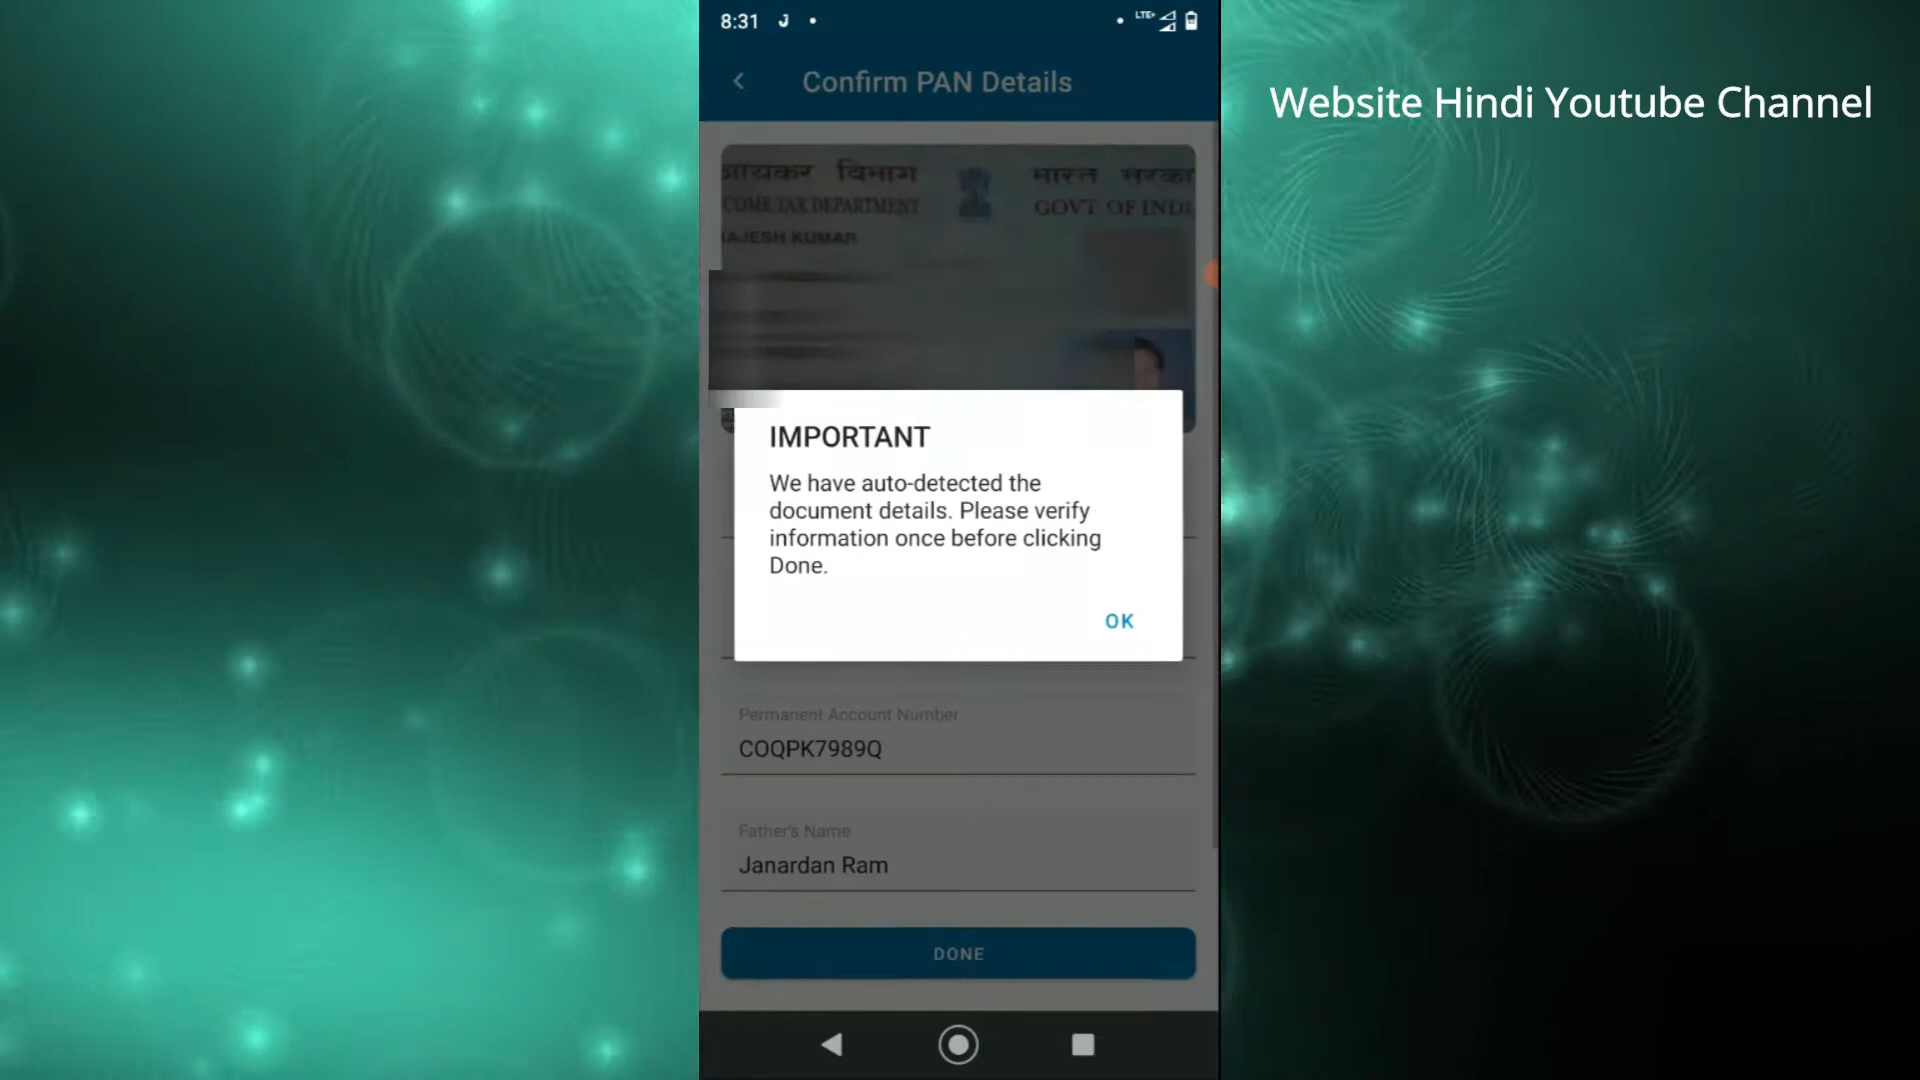 8:31
LTE+
Confirm PAN Details
Website Hindi Youtube Channel
आयकर विभाग
भारत सरका
COME TAX DEPARTMENT
GOVT OF INDI
AJESH KUMAR
IMPORTANT
We have auto-detected the
document details. Please verify
information once before clicking
Done.
OK
Permanent Account Number
COQPK7989Q
Father's Name
Janardan Ram
DONE